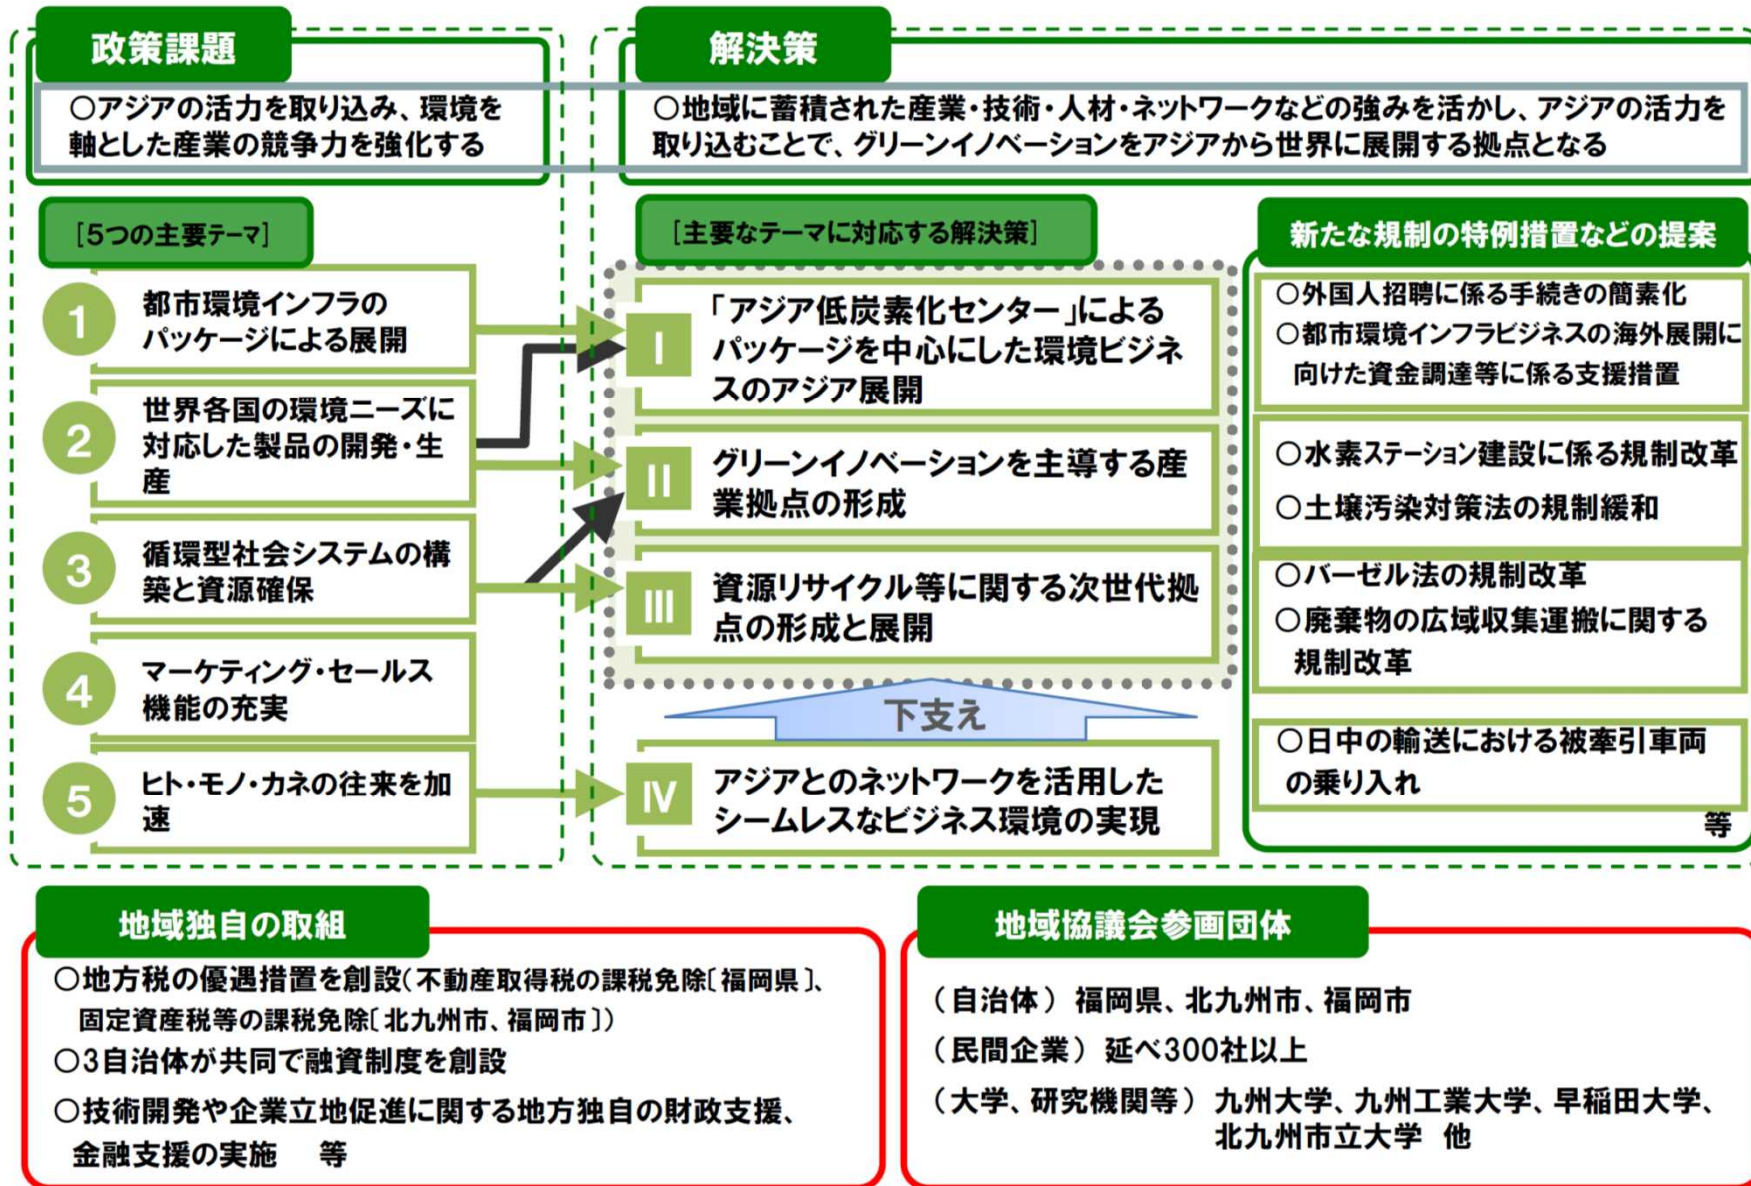 政策課題
○アジアの活力を取り込み、環境を
軸とした産業の競争力を強化する
解決策
○地域に蓄積された産業・技術・人材・ネットワークなどの強みを活かし、アジアの活力を
取り込むことで、グリーンイノベーションをアジアから世界に展開する拠点となる
[5つの主要テーマ]
1
都市環境インフラの
パッケージによる展開
2
世界各国の環境ニーズに
対応した製品の開発・生
産
3
循環型社会システムの構
築と資源確保
4
マーケティング・セールス
機能の充実
5
ヒト・モノ・カネの往来を加
速
[主要なテーマに対応する解決策]
I
「アジア低炭素化センター」による
パッケージを中心にした環境ビジネ
スのアジア展開
II
グリーンイノベーションを主導する産
業拠点の形成
III
資源リサイクル等に関する次世代拠
点の形成と展開
下支え
IV
アジアとのネットワークを活用した
シームレスなビジネス環境の実現
新たな規制の特例措置などの提案
○外国人招聘に係る手続きの簡素化
○都市環境インフラビジネスの海外展開に
向けた資金調達等に係る支援措置
○水素ステーション建設に係る規制改革
○土壌汚染対策法の規制緩和
○バーゼル法の規制改革
○廃棄物の広域収集運搬に関する
規制改革
○日中の輸送における被牽引車両
の乗り入れ
等
地域独自の取組
○地方税の優遇措置を創設(不動産取得税の課税免除〔福岡県〕、
固定資産税等の課税免除〔北九州市、福岡市〕)
○3自治体が共同で融資制度を創設
○技術開発や企業立地促進に関する地方独自の財政支援、
金融支援の実施 等
地域協議会参画団体
(自治体) 福岡県、北九州市、福岡市
(民間企業) 延べ300社以上
(大学、研究機関等) 九州大学、九州工業大学、早稲田大学、
北九州市立大学 他